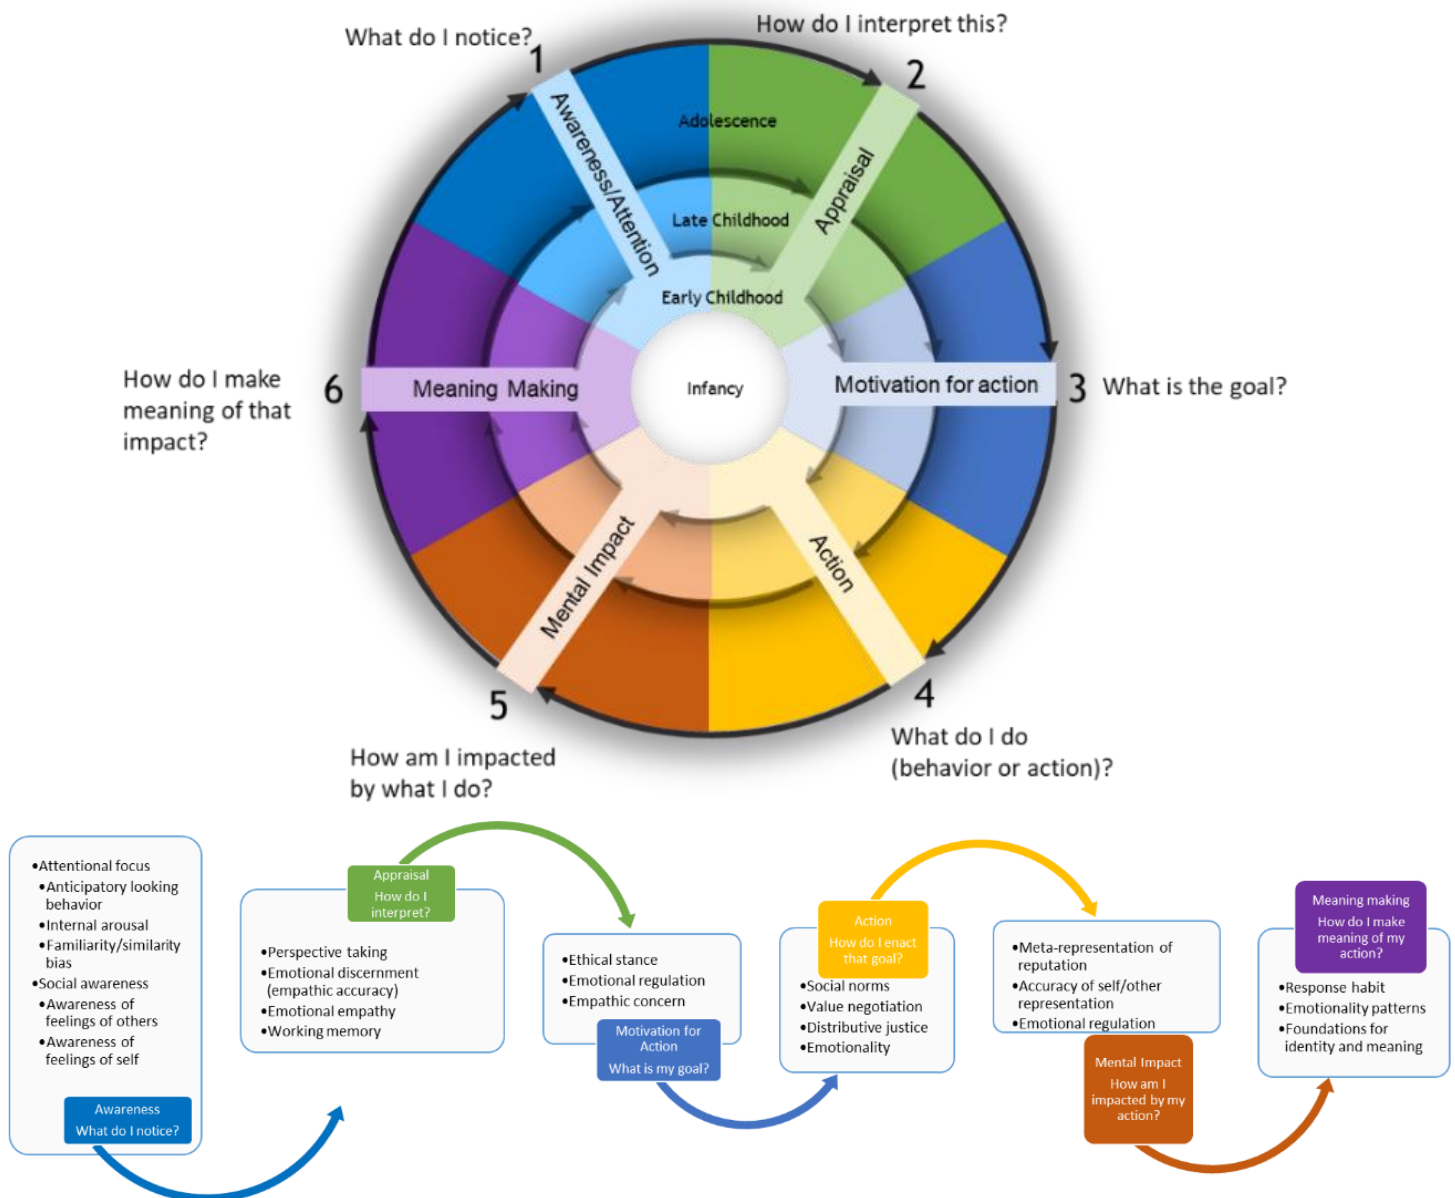 What do I notice?
1
How do I interpret this?
2
Awareness/Attention
Adolescence
Appraisal
Late Childhood
Early Childhood
Infancy
Motivation for action
3
What is the goal?
How do I make
meaning of that
impact?
6
Meaning Making
Mental Impact
Action
5
4
How am I impacted
by what I do?
What do I do
(behavior or action)?
•Attentional focus
•Anticipatory looking
behavior
•Internal arousal
•Familiarity/similarity
bias
•Social awareness
•Awareness of
feelings of others
•Awareness of
feelings of self
Awareness
What do I notice?
Appraisal
How do I
interpret?
•Perspective taking
•Emotional discernment
(empathic accuracy)
•Emotional empathy
•Working memory
•Ethical stance
•Emotional regulation
•Empathic concern
Motivation for
Action
What is my goal?
Action
How do I enact
that goal?
•Social norms
•Value negotiation
•Distributive justice
•Emotionality
•Meta-representation of
reputation
•Accuracy of self/other
representation
•Emotional regulation
Mental Impact
How am I
impacted by my
action?
Meaning making
How do I make
meaning of my
action?
•Response habit
•Emotionality patterns
•Foundations for
identity and meaning